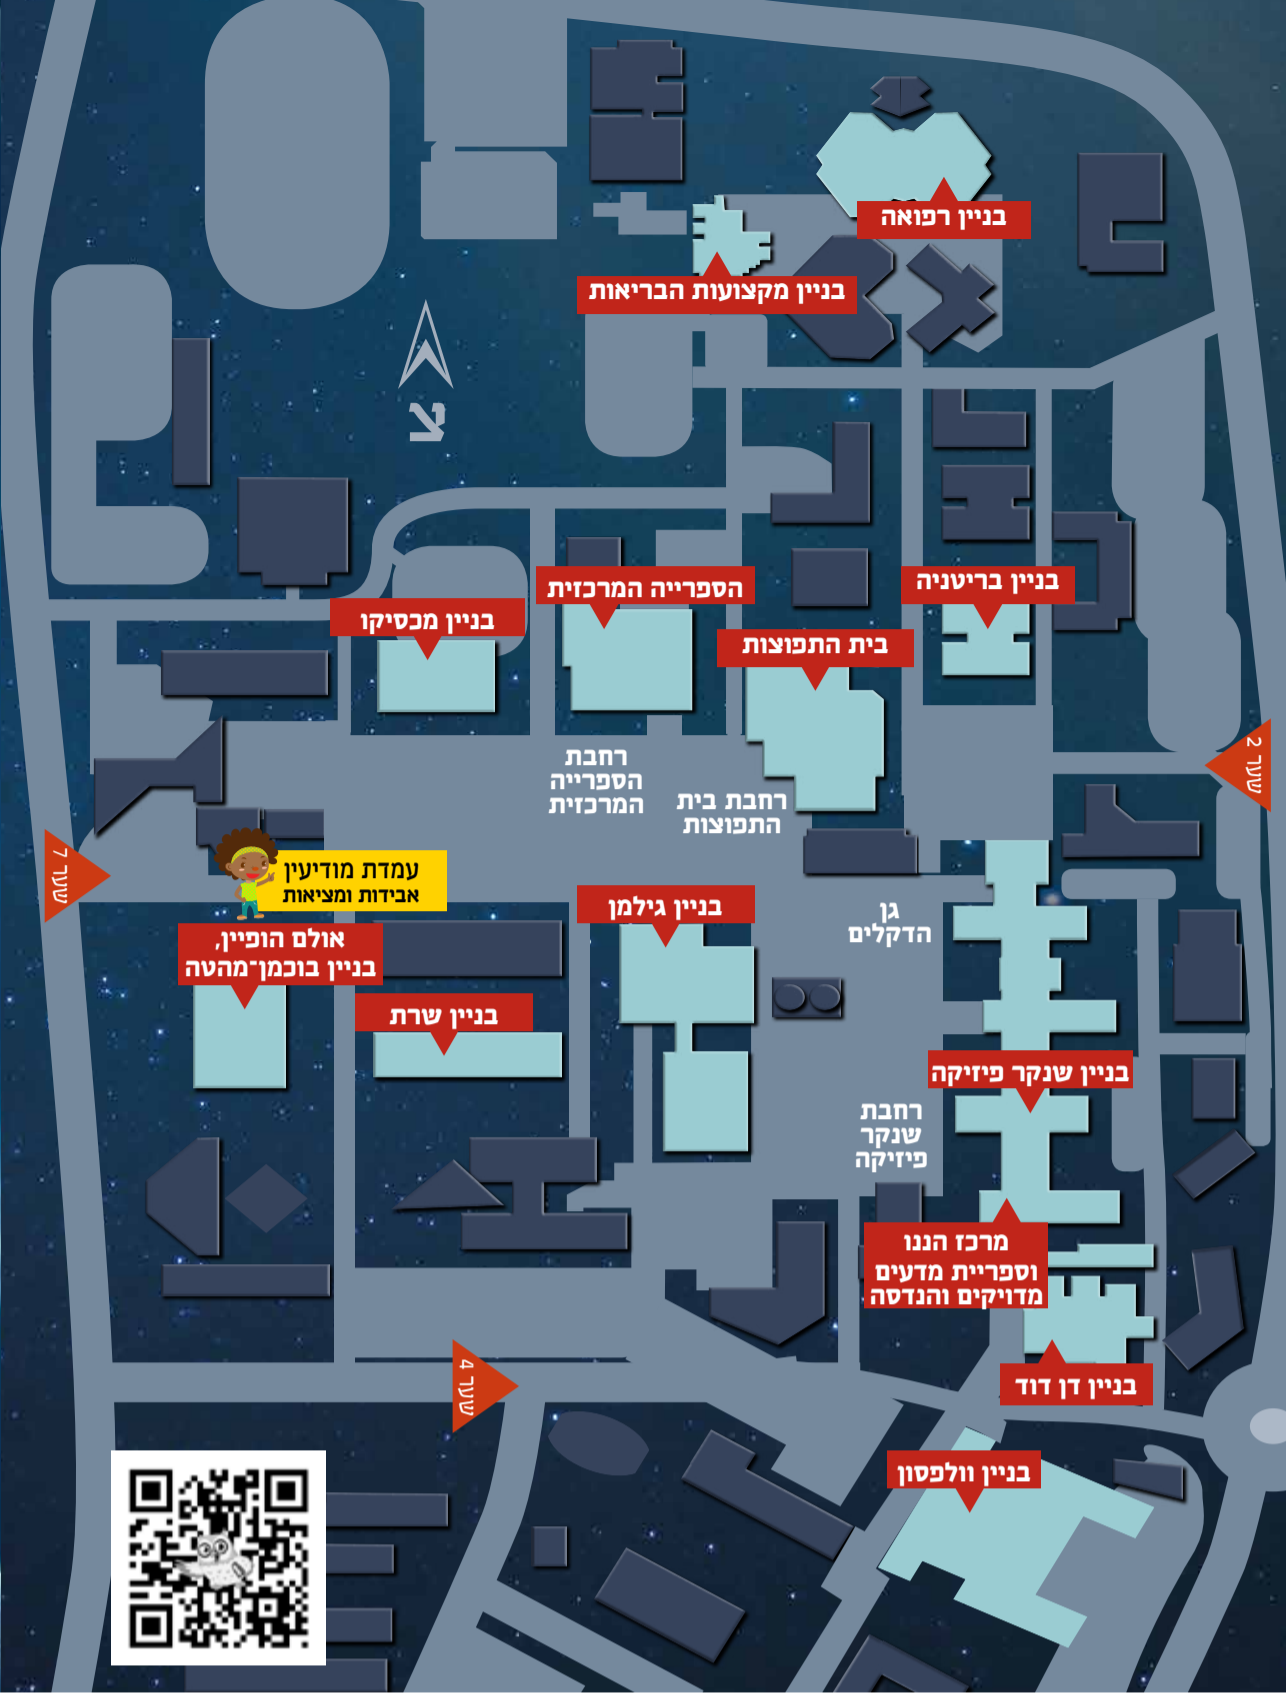 בניין רפואה
בניין מקצועות הבריאות
צ
הספרייה המרכזית
בניין בריטניה
בניין מכסיקו
בית התפוצות
רחבת
הספרייה
המרכזית
רחבת בית
התפוצות
שער 2
שער 7
עמדת מודיעין
אבידות ומציאות
בניין גילמן
גן
הדקלים
אולם הופיין,
בניין בוכמן־מהטה
בניין שרת
בניין שנקר פיזיקה
רחבת
שנקר
פיזיקה
מרכז הננו
וספריית מדעים
מדויקים והנדסה
שער 4
בניין דן דוד
בניין וולפסון